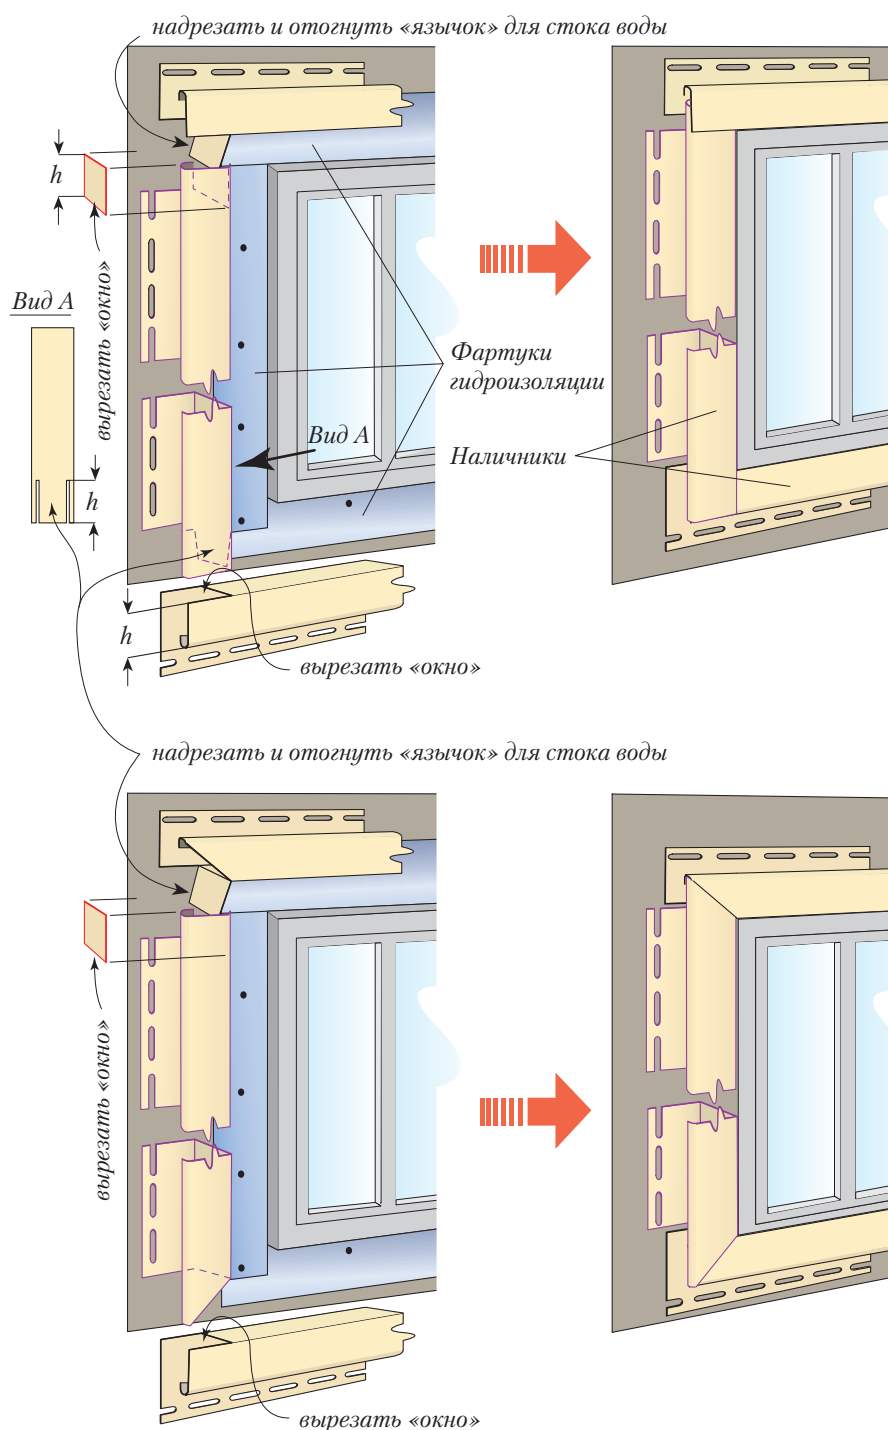 надрезать и отогнуть «язычок» для стока воды
h
вырезать «окно»
Вид А
h
Фартуки
гидроизоляции
Вид А
Наличники
h
вырезать «окно»
надрезать и отогнуть «язычок» для стока воды
вырезать «окно»
вырезать «окно»